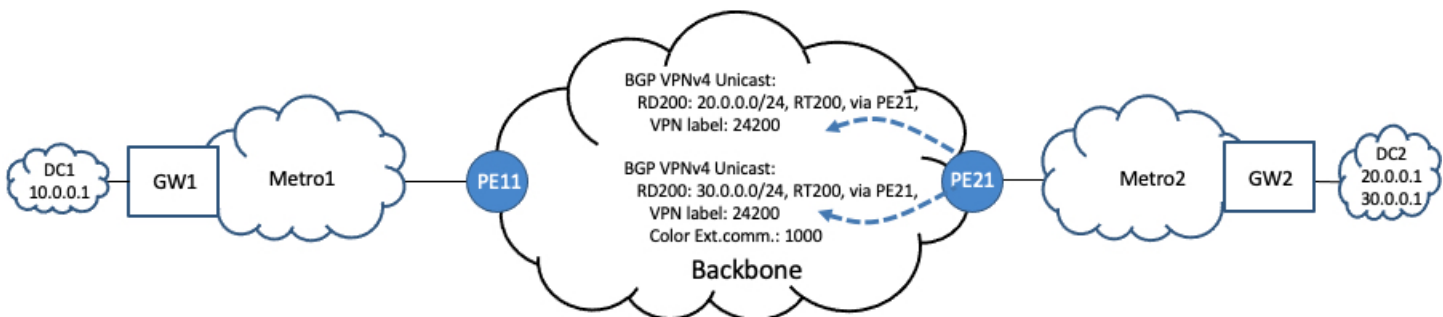 BGP VPNv4 Unicast:
RD200: 20.0.0.0/24, RT200, via PE21,
VPN label: 24200
BGP VPNv4 Unicast:
RD200: 30.0.0.0/24, RT200, via PE21,
VPN label: 24200
Color Ext.comm.: 1000
Backbone
DC1
10.0.0.1
GW1
Metro1
PE11
PE21
Metro2
GW2
DC2
20.0.0.1
30.0.0.1